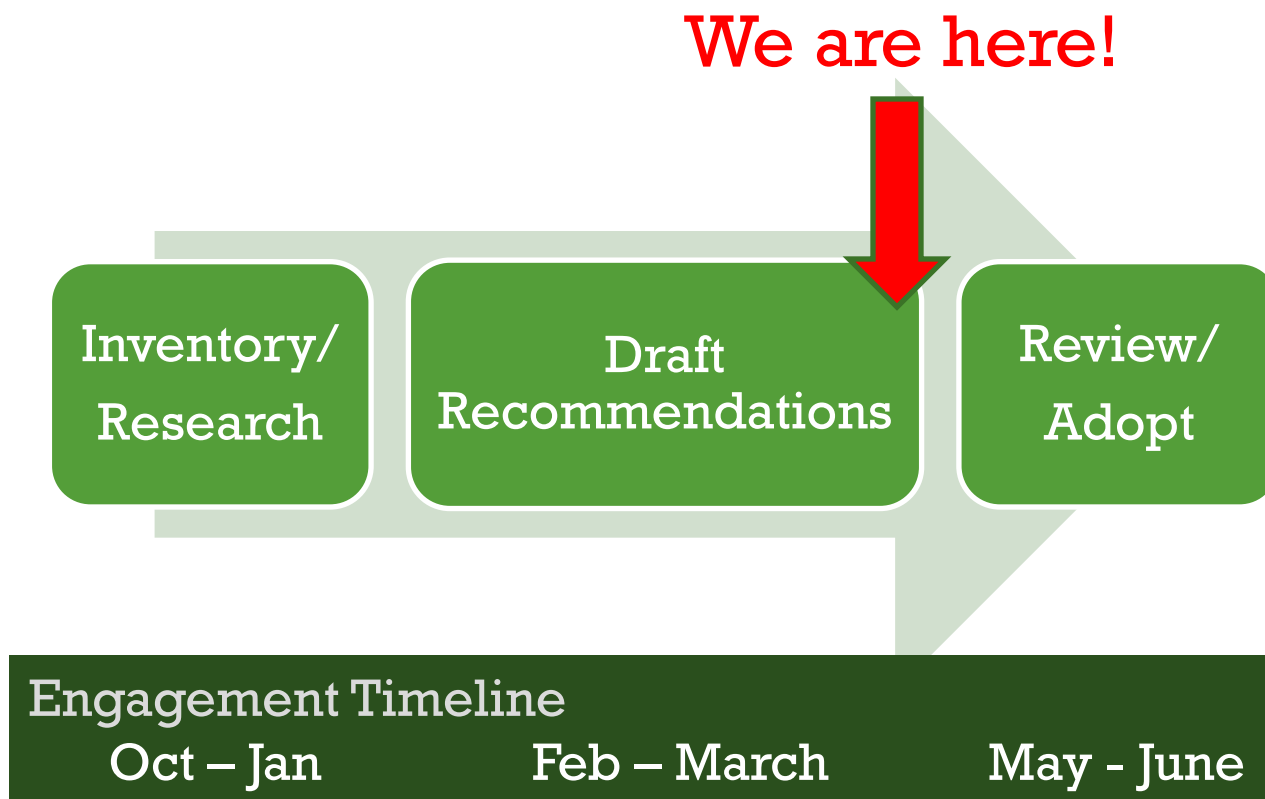 We are here!
Inventory/
Research
Draft
Recommendations
Review/
Adopt
Engagement Timeline
Oct – Jan
Feb – March
May - June